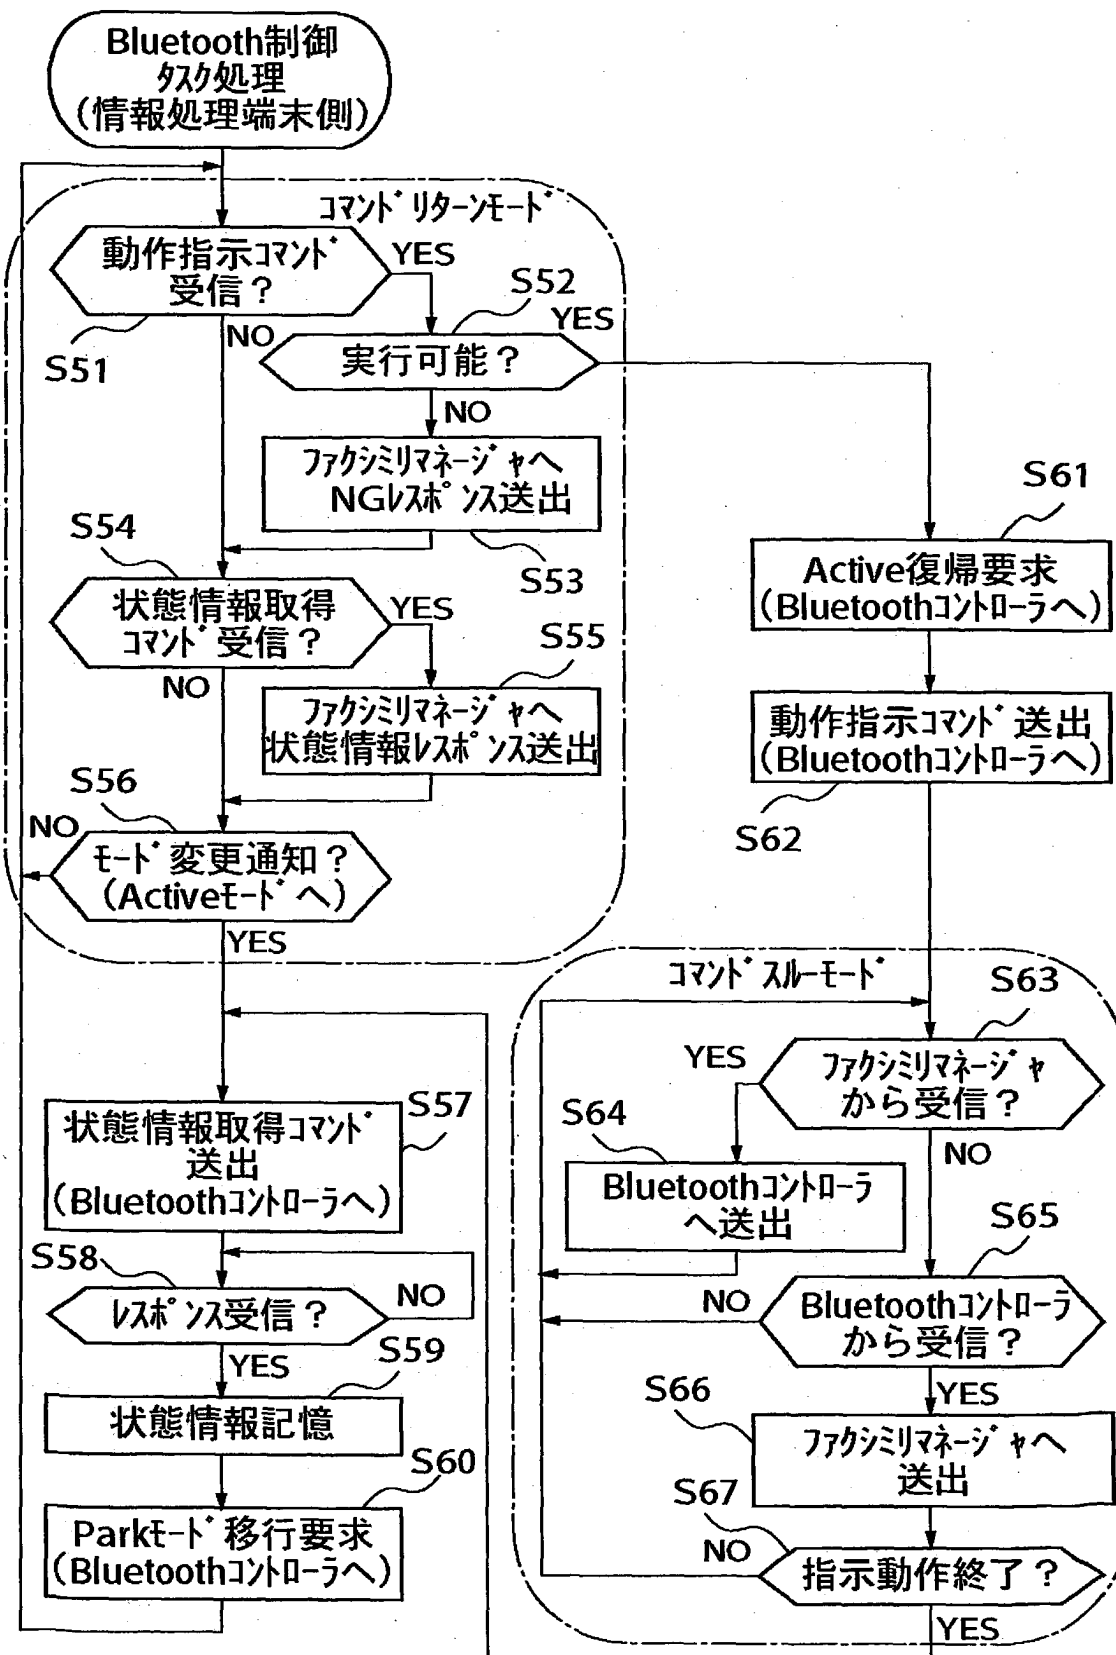 Bluetooth制御
タスク処理
(情報処理端末側)
コマンドリターンモード
動作指示コマンド
受信?
YES
S51
NO
S52
YES
実行可能?
NO
ファクシミリマネージャへ
NGレスポンス送出
S53
S54
状態情報取得
コマンド受信?
YES
NO
S55
ファクシミリマネージャへ
状態情報レスポンス送出
S56
NO
モード変更通知?
(Activeモードへ)
YES
S57
状態情報取得コマンド
送出
(Bluetoothコントローラへ)
S58
レスポンス受信?
NO
YES
S59
状態情報記憶
S60
Parkモード移行要求
(Bluetoothコントローラへ)
S61
Active復帰要求
(Bluetoothコントローラへ)
動作指示コマンド送出
(Bluetoothコントローラへ)
S62
コマンドスルーモード
S63
YES
ファクシミリマネージャ
から受信?
NO
S64
Bluetoothコントローラ
へ送出
S65
NO
Bluetoothコントローラ
から受信?
YES
S66
ファクシミリマネージャへ
送出
S67
NO
指示動作終了?
YES